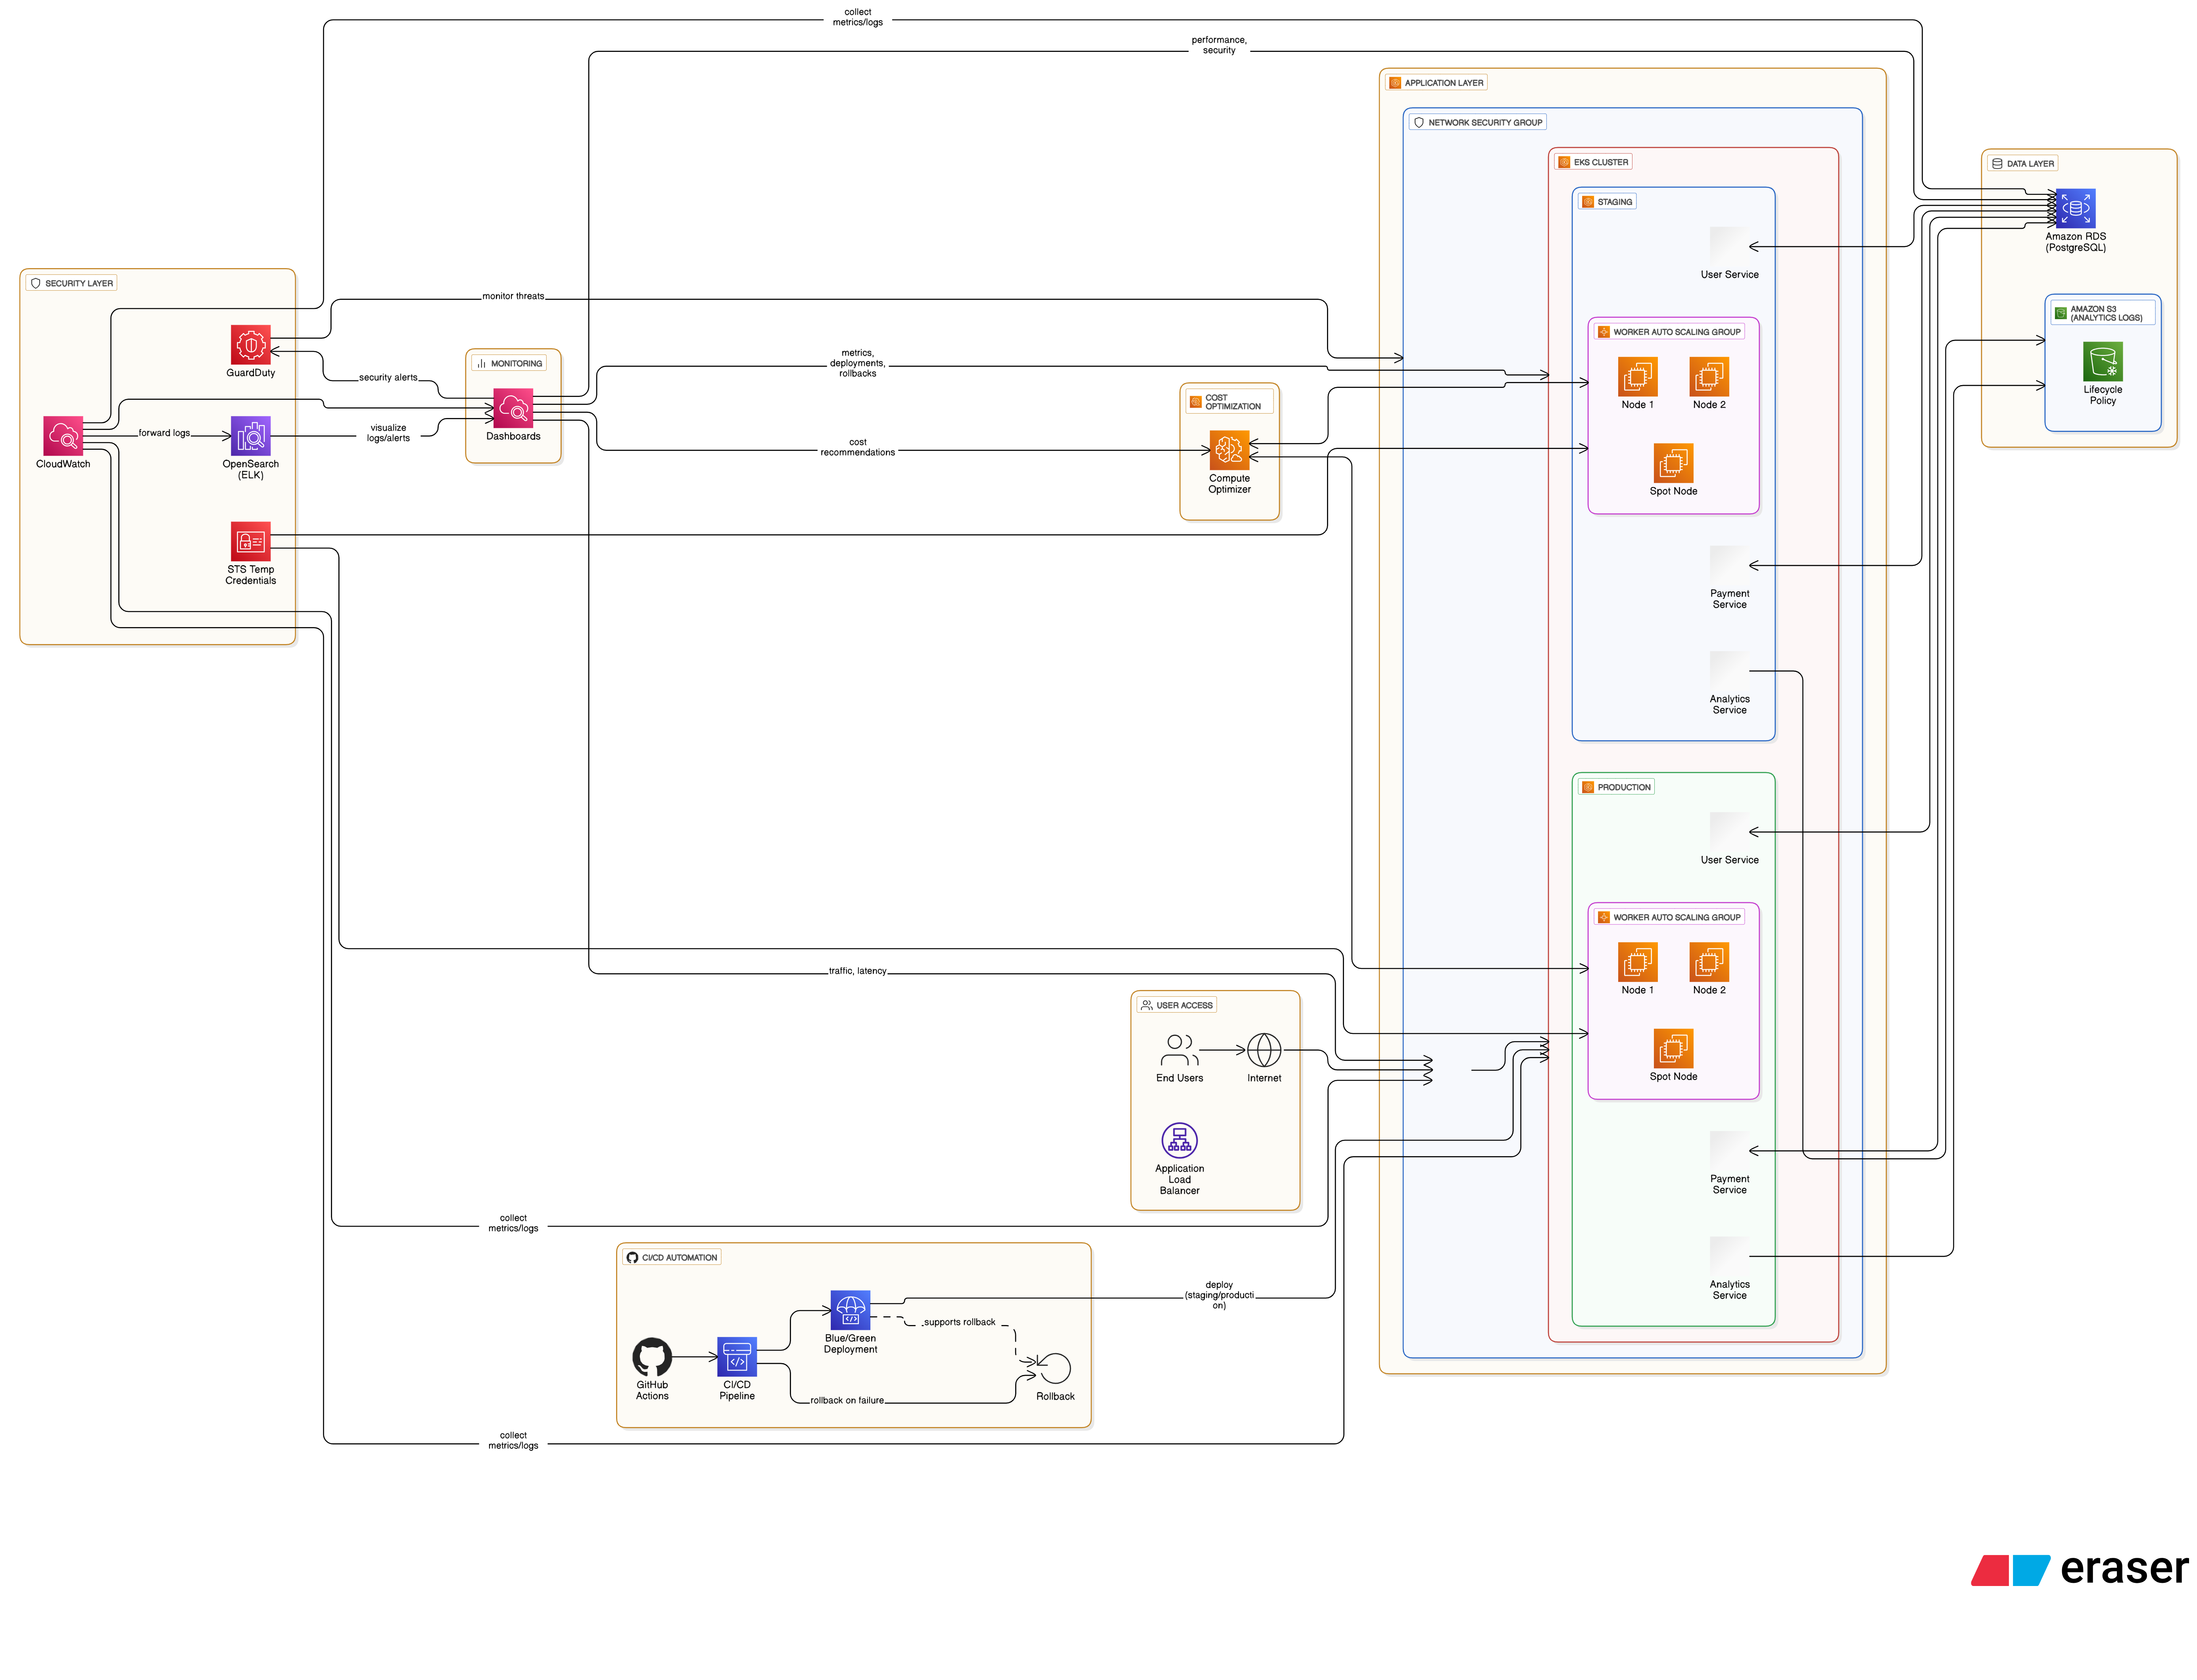 collect
metrics/logs
performance,
security
APPLICATION LAYER
NETWORK SECURITY GROUP
EKS CLUSTER
STAGING
User Service
WORKER AUTO SCALING GROUP
Node 1
Node 2
Spot Node
Payment
Service
Analytics
Service
PRODUCTION
User Service
WORKER AUTO SCALING GROUP
Node 1
Node 2
Spot Node
Payment
Service
Analytics
Service
DATA LAYER
Amazon RDS
(PostgreSQL)
AMAZON S3
(ANALYTICS LOGS)
Lifecycle
Policy
SECURITY LAYER
GuardDuty
CloudWatch
forward logs
OpenSearch
(ELK)
STS Temp
Credentials
monitor threats
security alerts
visualize
logs/alerts
MONITORING
Dashboards
metrics,
deployments,
rollbacks
cost
recommendations
COST
OPTIMIZATION
Compute
Optimizer
traffic, latency
USER ACCESS
End Users
Internet
Application
Load
Balancer
collect
metrics/logs
CI/CD AUTOMATION
GitHub
Actions
CI/CD
Pipeline
Blue/Green
Deployment
supports rollback
rollback on failure
Rollback
deploy
(staging/producti
on)
collect
metrics/logs
eraser